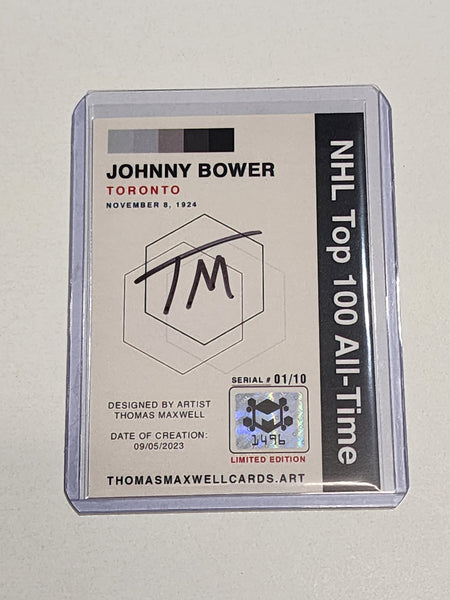 JOHNNY BOWER
TORONTO
NOVEMBER 8, 1924
TM
SERIAL # 01/10
DESIGNED BY ARTIST
THOMAS MAXWELL
DATE OF CREATION:
09/05/2023
1496
LIMITED EDITION
THOMASMAXWELLCARDS.ART
NHL Top 100 All-Time